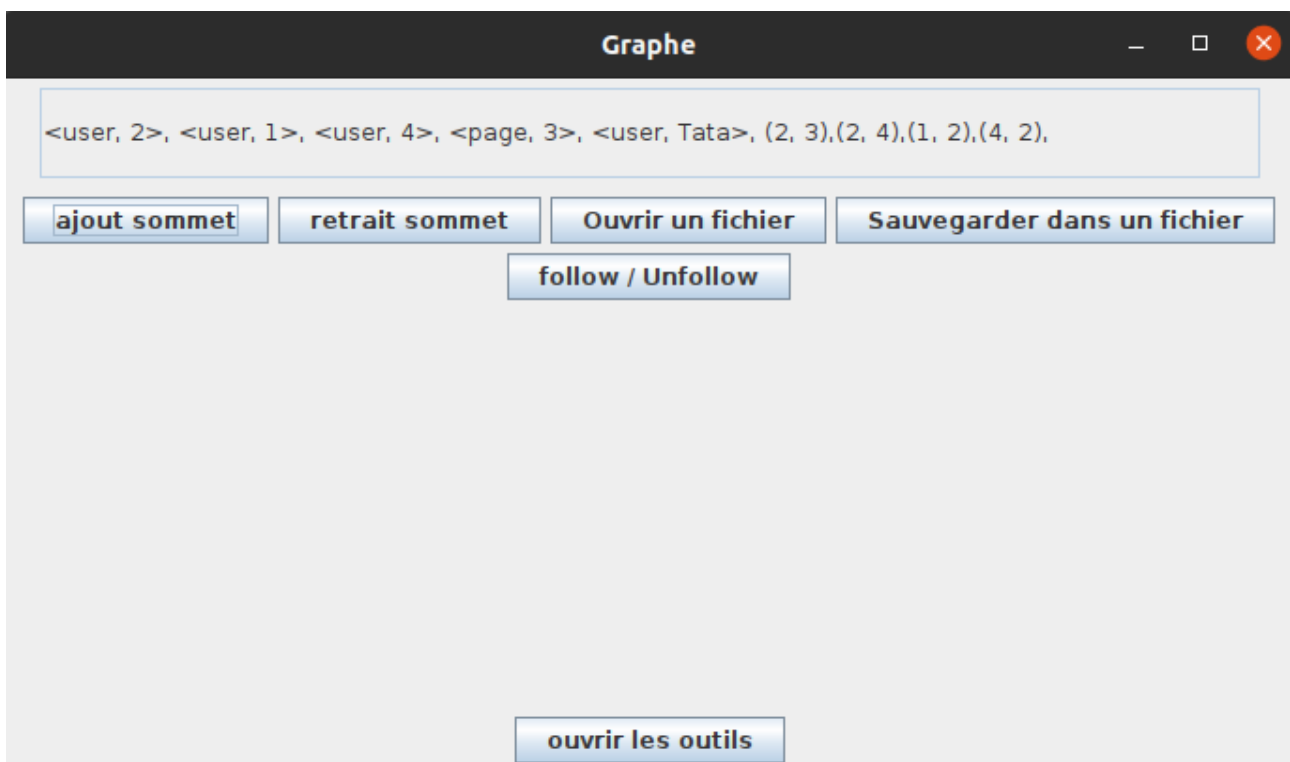 Graphe
<user, 2>, <user, 1>, <user, 4>, <page, 3>, <user, Tata>, (2, 3),(2, 4),(1, 2),(4, 2),
ajout sommet retrait sommet Ouvrir un fichier Sauvegarder dans un fichier
follow / Unfollow
ouvrir les outils